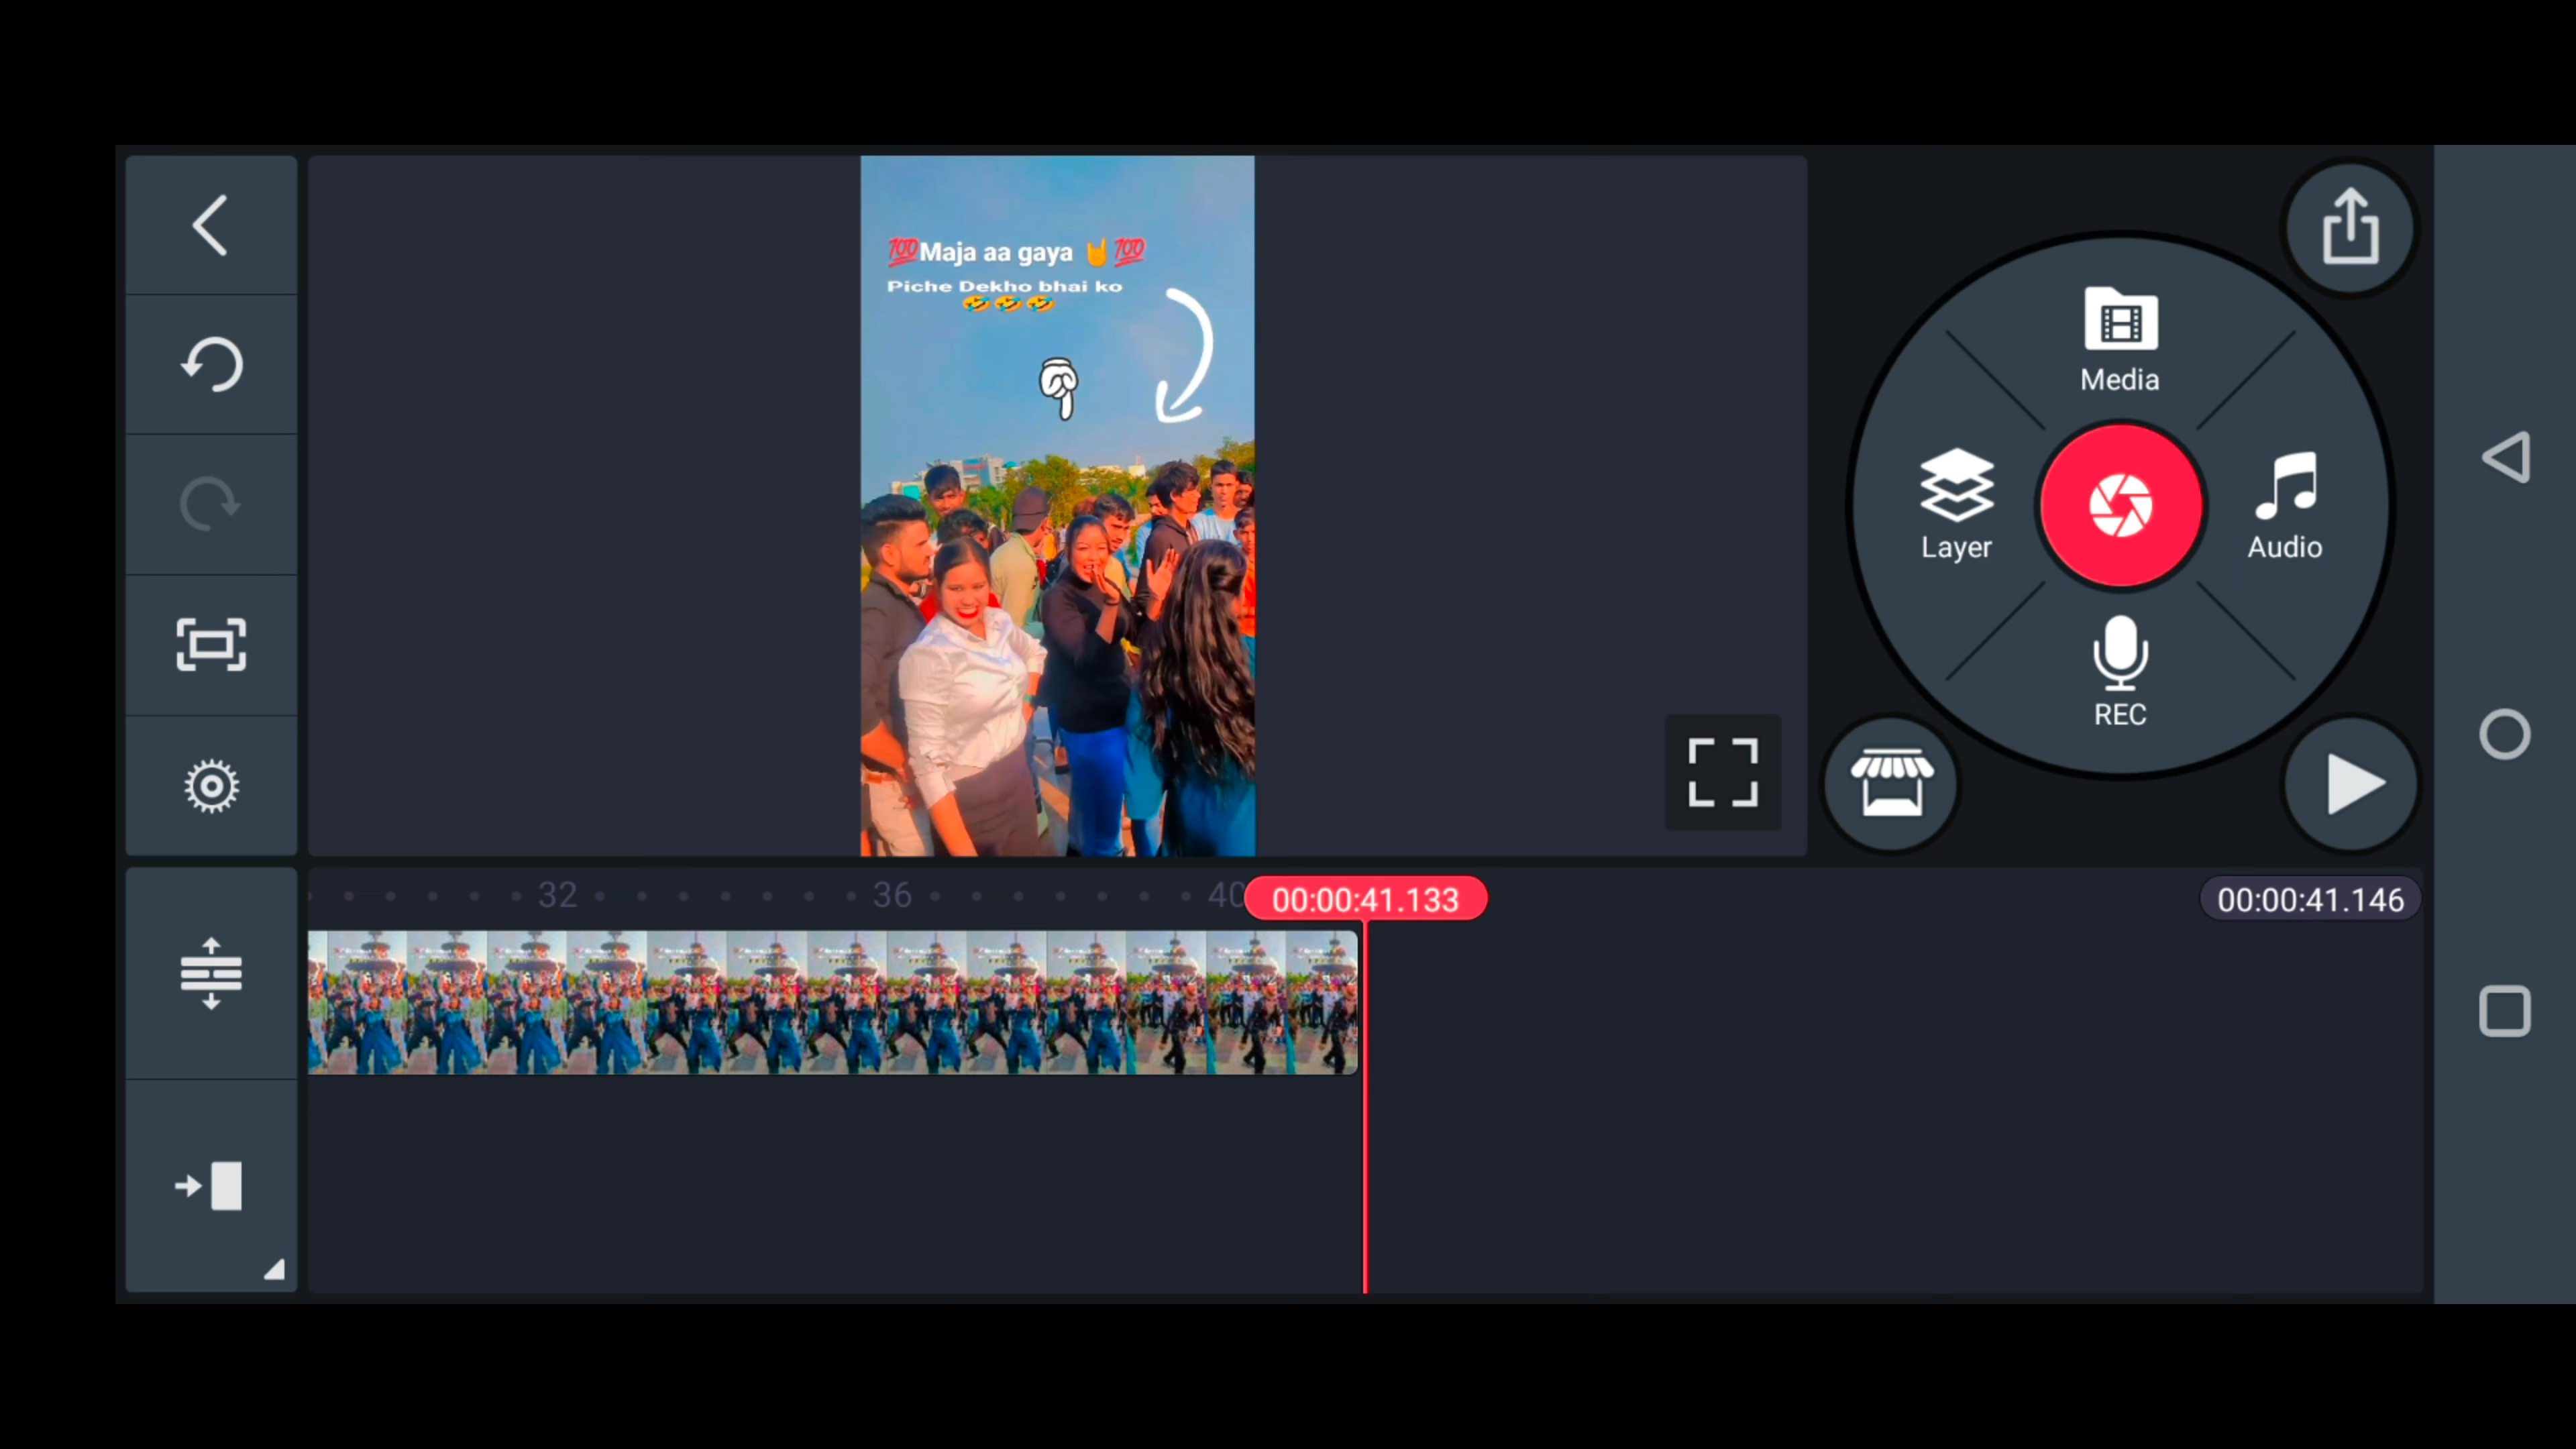 💯Maja aa gaya 🤘💯
Piche Dekho bhai ko
🤣🤣🤣
Media
Layer
Audio
REC
32
36
40
00:00:41.133
00:00:41.146